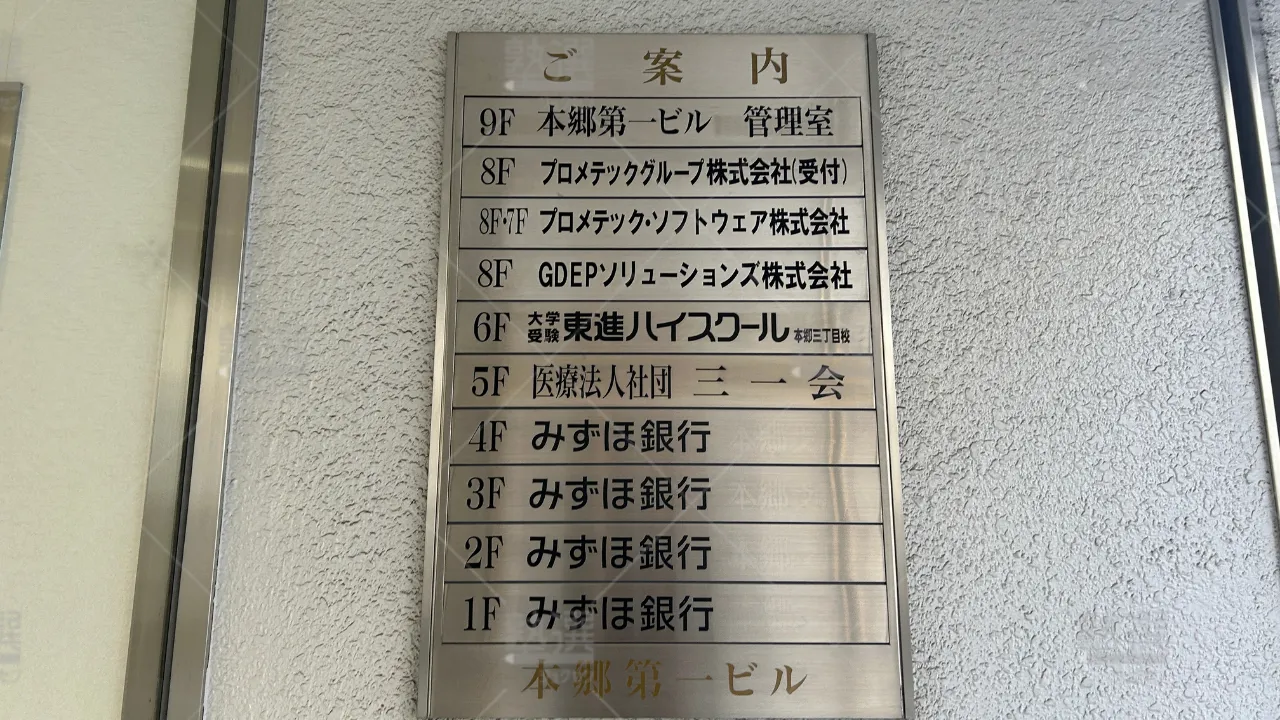 ご案内
9F 本郷第一ビル 管理室
8F プロメテックグループ株式会社(受付)
8F・7F プロメテック・ソフトウェア株式会社
8F GDEPソリューションズ株式会社
6F 大学受験 東進ハイスクール 本郷三丁目校
5F 医療法人社団 三一会
4F みずほ銀行
3F みずほ銀行
2F みずほ銀行
1F みずほ銀行
本郷第一ビル